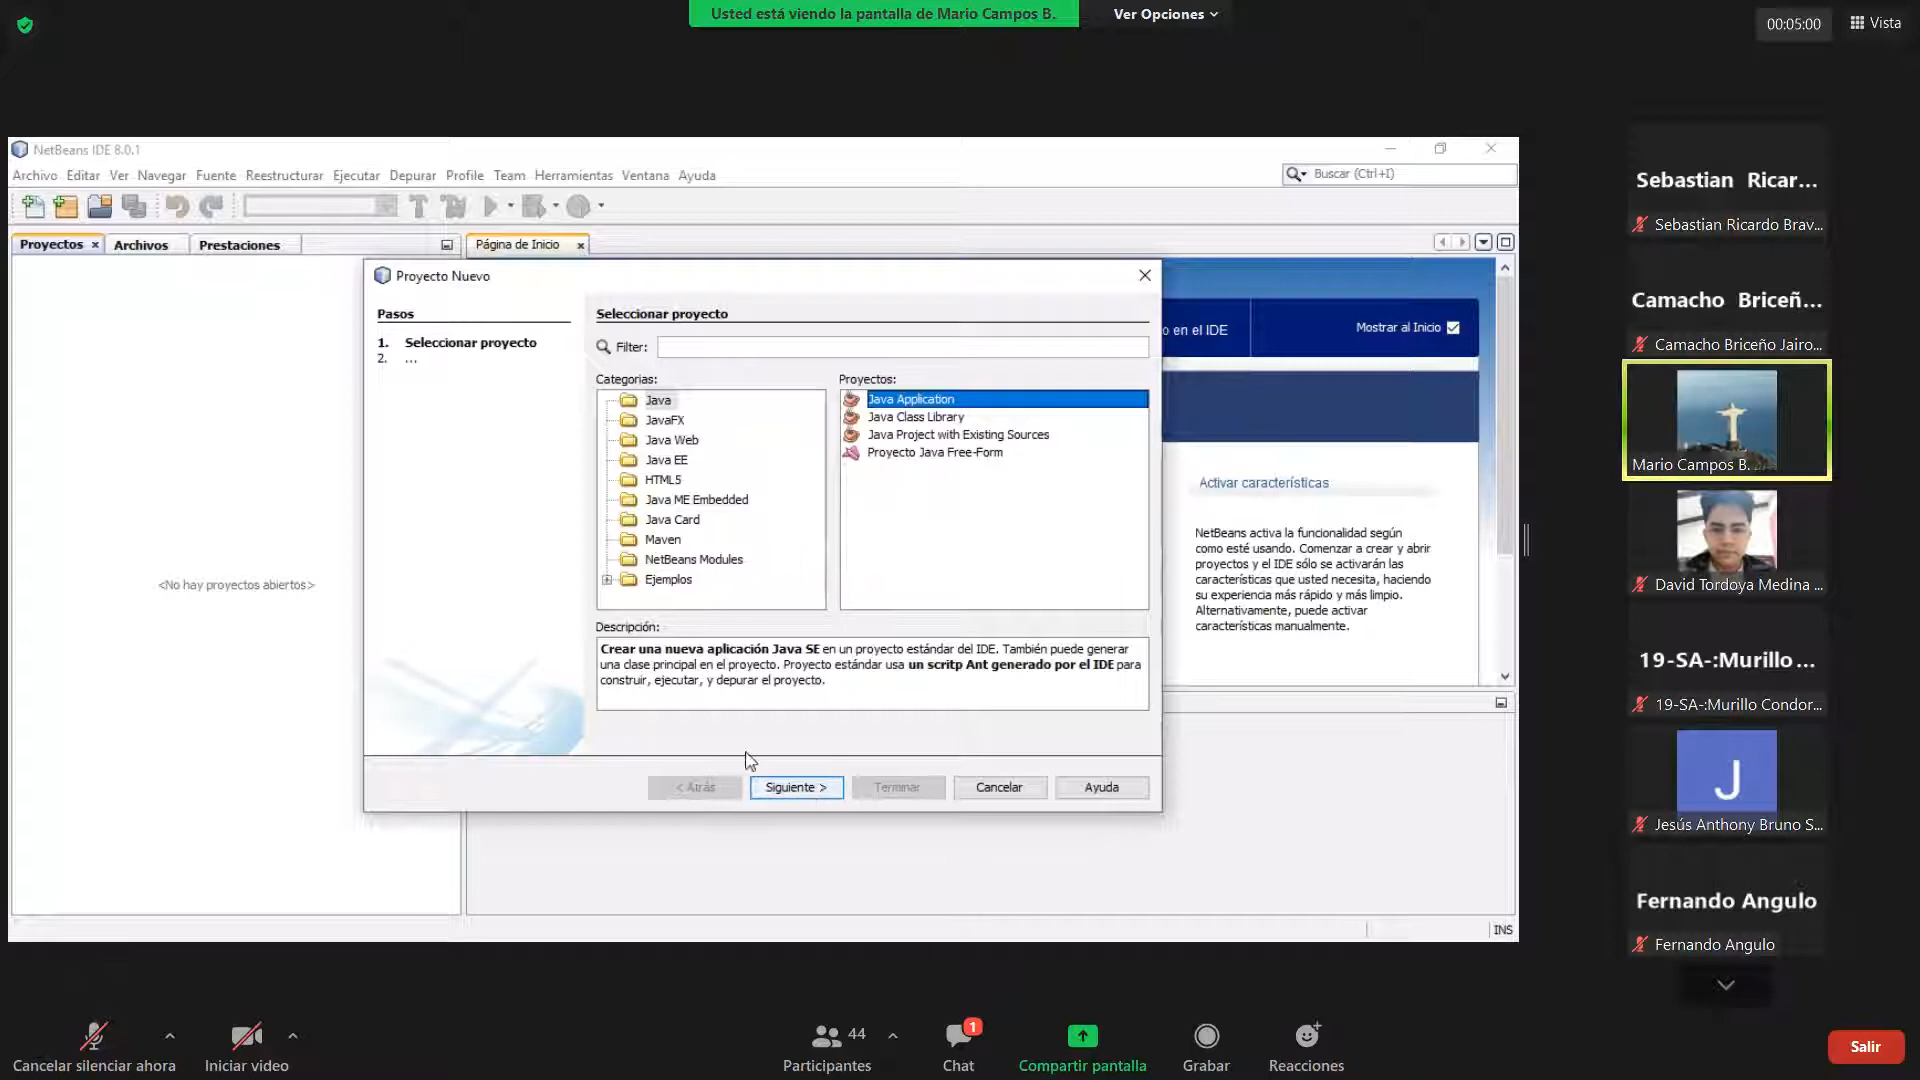 Usted está viendo la pantalla de Mario Campos B.
Ver Opciones
00:05:00
Vista
NetBeans IDE 8.0.1
Archivo Editar Ver Navegar Fuente Reestructurar Ejecutar Depurar Profile Team Herramientas Ventana Ayuda
Buscar (Ctrl+I)
Proyectos
Archivos
Prestaciones
Página de Inicio
<No hay proyectos abiertos>
Proyecto Nuevo
Pasos
1. Seleccionar proyecto
2. ...
Seleccionar proyecto
Filter:
Categorías:
Java
JavaFX
Java Web
Java EE
HTML5
Java ME Embedded
Java Card
Maven
NetBeans Modules
Ejemplos
Proyectos:
Java Application
Java Class Library
Java Project with Existing Sources
Proyecto Java Free-Form
Descripción:
Crear una nueva aplicación Java SE en un proyecto estándar del IDE. También puede generar
una clase principal en el proyecto. Proyecto estándar usa un scritp Ant generado por el IDE para
construir, ejecutar, y depurar el proyecto.
< Atrás
Siguiente >
Terminar
Cancelar
Ayuda
o en el IDE
Mostrar al Inicio
Activar características
NetBeans activa la funcionalidad según
como esté usando. Comenzar a crear y abrir
proyectos y el IDE sólo se activarán las
características que usted necesita, haciendo
su experiencia más rápido y más limpio.
Alternativamente, puede activar
características manualmente.
INS
Sebastian Ricar...
Sebastian Ricardo Brav...
Camacho Briceñ...
Camacho Briceño Jairo...
Mario Campos B.
David Tordoya Medina ...
19-SA-:Murillo ...
19-SA-:Murillo Condor...
J
Jesús Anthony Bruno S...
Fernando Angulo
Fernando Angulo
Cancelar silenciar ahora
Iniciar video
44
Participantes
1
Chat
Compartir pantalla
Grabar
Reacciones
Salir